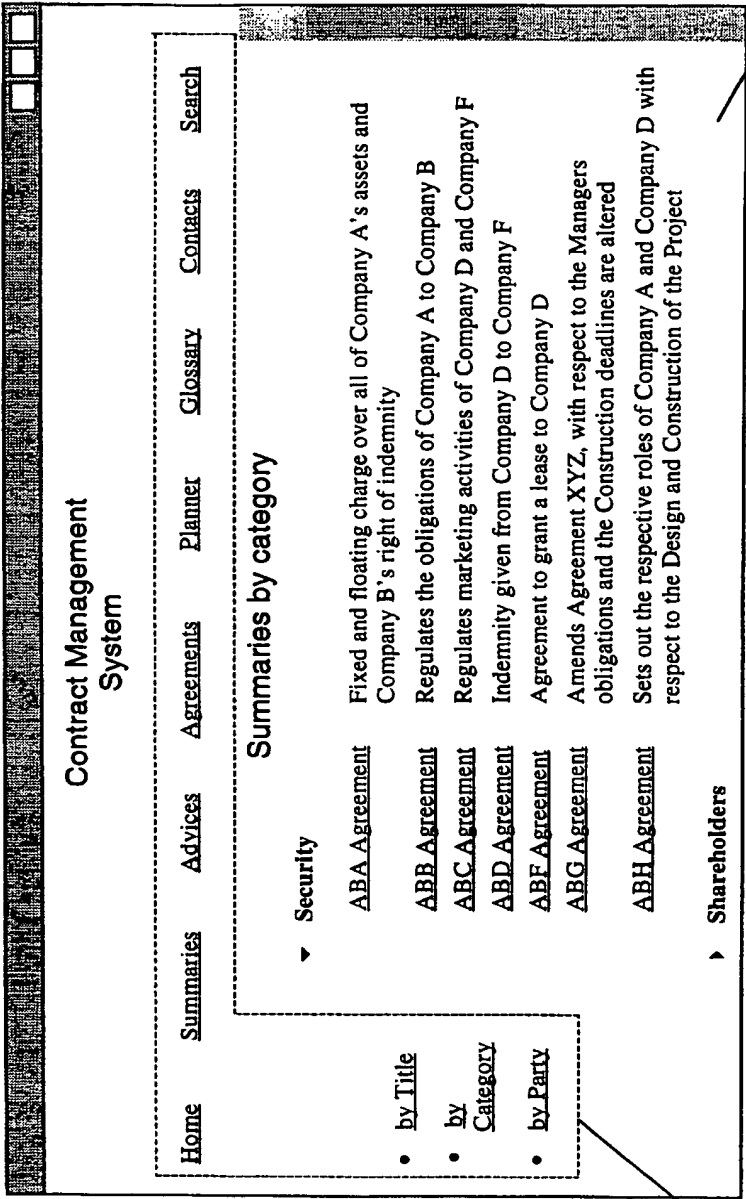 Contract Management
System
Home Summaries Advices Agreements Planner Glossary Contacts Search
• by Title
• by
Category
• by Party
Summaries by category
Security
ABA Agreement Fixed and floating charge over all of Company A's assets and
Company B's right of indemnity
ABB Agreement Regulates the obligations of Company A to Company B
ABC Agreement Regulates marketing activities of Company D and Company F
ABD Agreement Indemnity given from Company D to Company F
ABF Agreement Agreement to grant a lease to Company D
ABG Agreement Amends Agreement XYZ, with respect to the Managers
obligations and the Construction deadlines are altered
ABH Agreement Sets out the respective roles of Company A and Company D with
respect to the Design and Construction of the Project
Shareholders